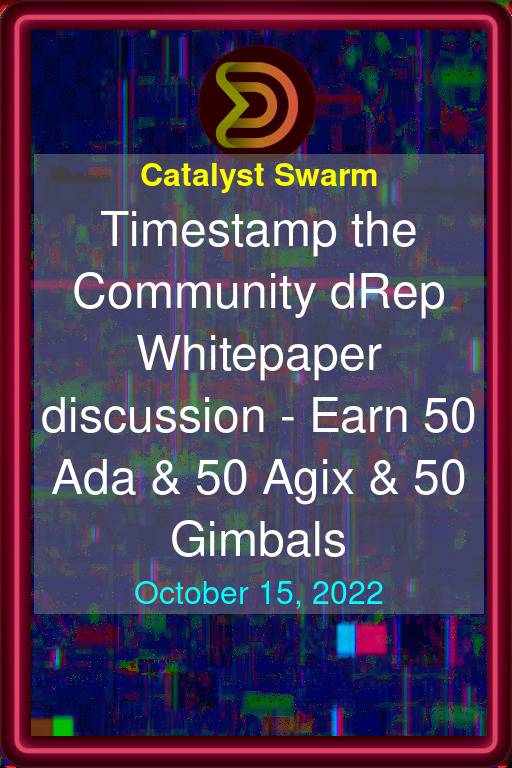 Catalyst Swarm
Timestamp the
Community dRep
Whitepaper
discussion - Earn 50
Ada & 50 Agix & 50
Gimbals
October 15, 2022